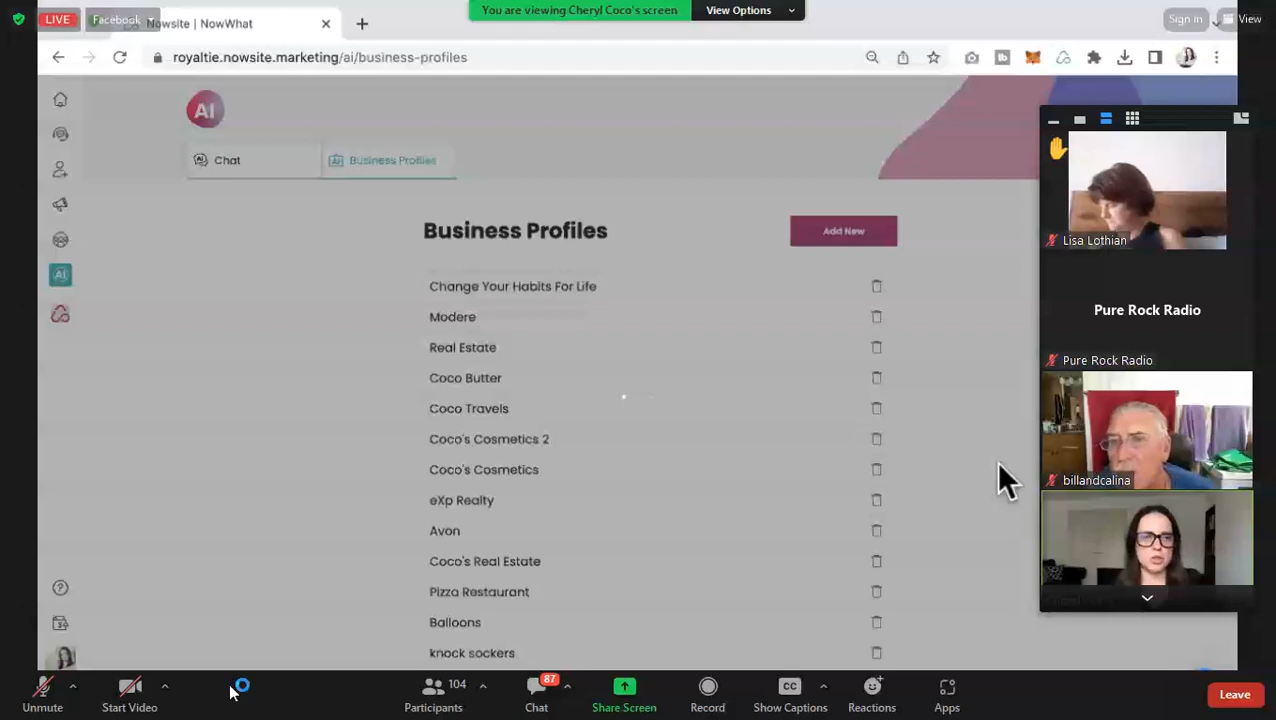 LIVE
Facebook
Nowsite | NowWhat
You are viewing Cheryl Coco's screen
View Options
Sign in
View
royaltie.nowsite.marketing/ai/business-profiles
AI
Chat
AI
Business Profiles
Business Profiles
Add New
AI
Change Your Habits For Life
Modere
Real Estate
Coco Butter
Coco Travels
Coco's Cosmetics 2
Coco's Cosmetics
eXp Realty
Avon
Coco's Real Estate
Pizza Restaurant
Balloons
knock sockers
Lisa Lothian
Pure Rock Radio
Pure Rock Radio
billandcalina
Unmute
Start Video
104
Participants
87
Chat
Share Screen
Record
CC
Show Captions
Reactions
Apps
Leave